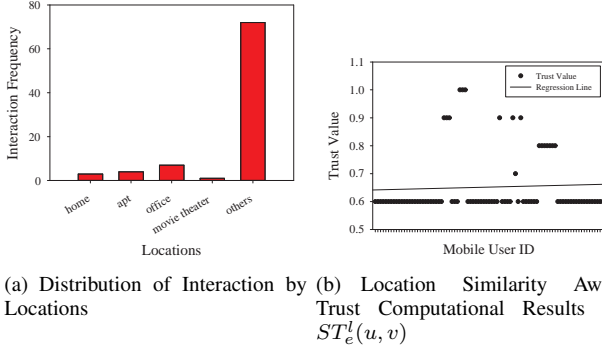 80
60
40
20
0
Interaction Frequency
home
apt
office
movie theater
others
Locations
1.1
1.0
0.9
0.8
0.7
0.6
0.5
Trust Value
Trust Value
Regression Line
Mobile User ID
(a) Distribution of Interaction by
Locations
(b) Location Similarity Aw
Trust Computational Results
ST_e^l(u, v)